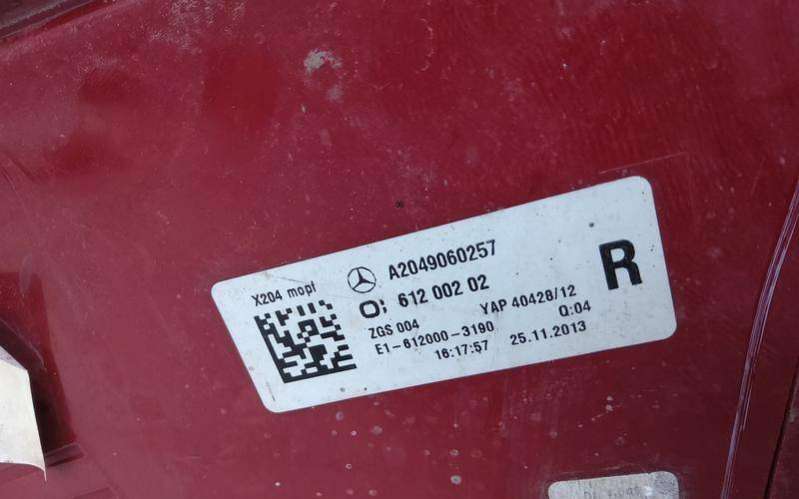 X204 mopf
A2049060257
612 002 02
ZGS 004 YAP 40428/12
E1-612000-3190 Q:04
16:17:57 25.11.2013
R